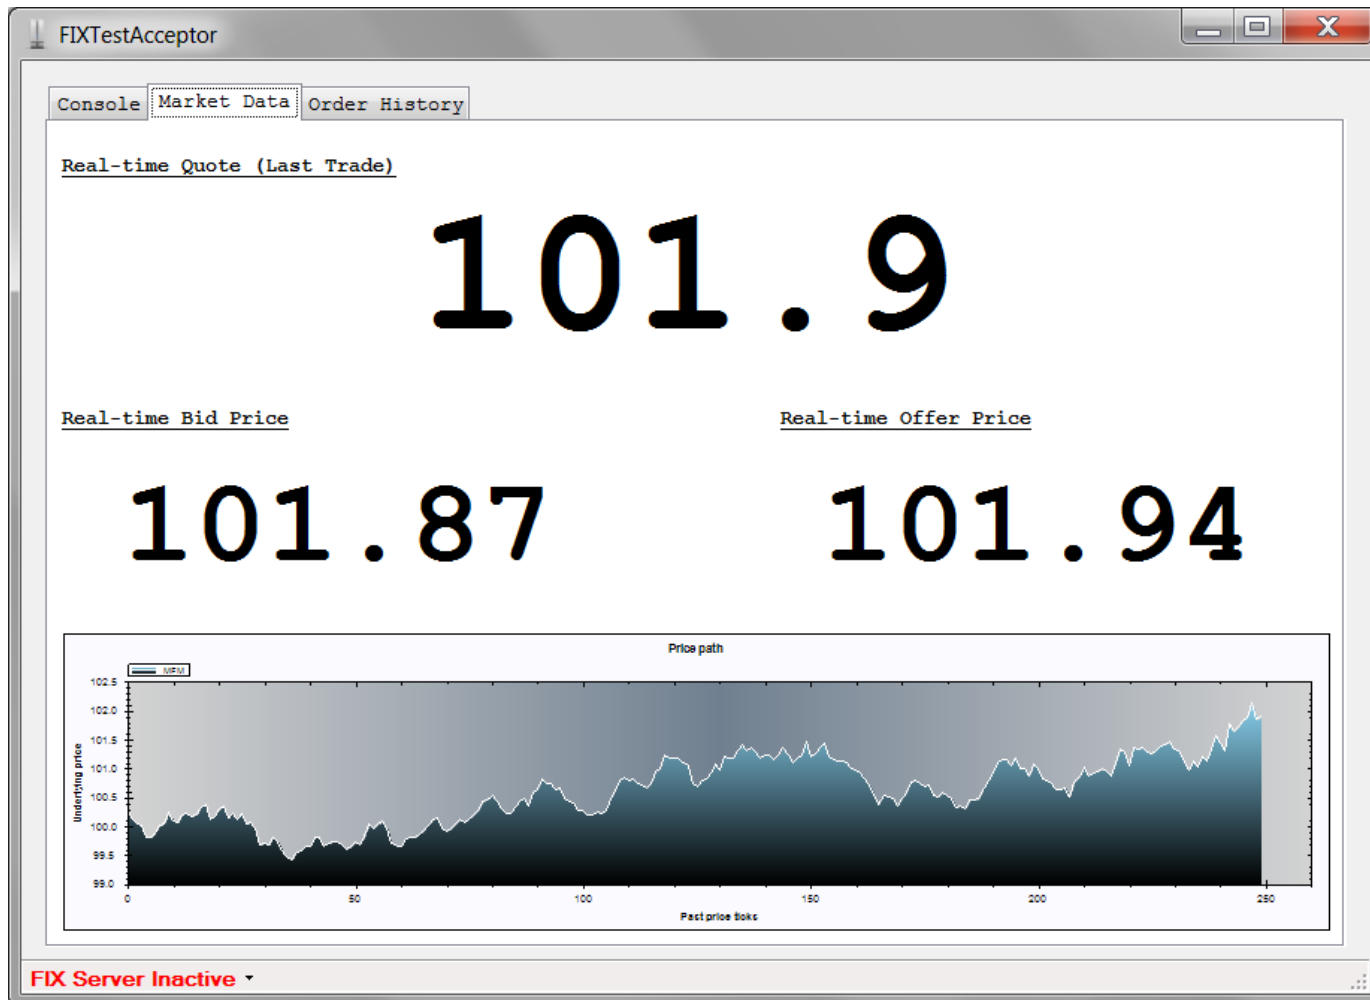 FIXTestAcceptor
Console Market Data Order History
Real-time Quote (Last Trade)
101.9
Real-time Bid Price Real-time Offer Price
101.87 101.94
Price path
MFM
102.5
102.0
101.5
101.0
100.5
100.0
99.5
99.0
Underlying price
0 50 100 150 200 250
Past price ticks
FIX Server Inactive